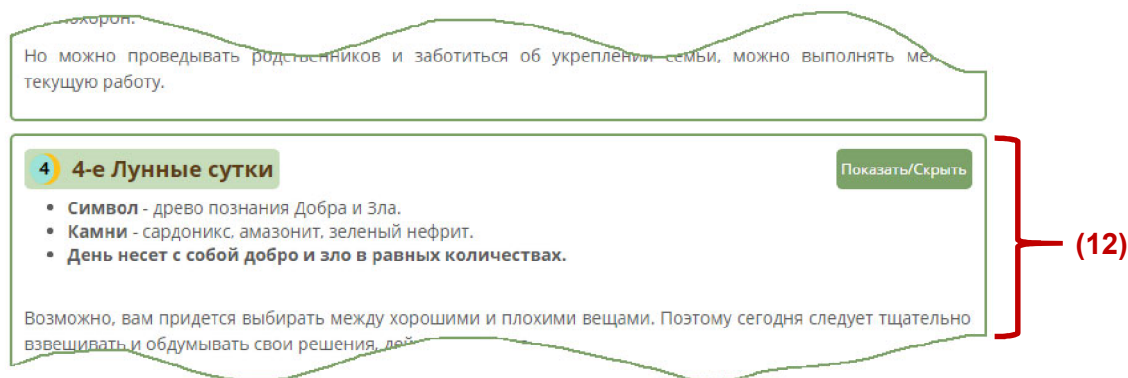 Но можно проведывать родственников и заботиться об укреплении семьи, можно выполнять
текущую работу.
4 4-е Лунные сутки
Показать/Скрыть
Символ - древо познания Добра и Зла.
Камни - сардоникс, амазонит, зеленый нефрит.
День несет с собой добро и зло в равных количествах.
(12)
Возможно, вам придется выбирать между хорошими и плохими вещами. Поэтому сегодня следует тщательно
взвешивать и обдумывать свои решения,